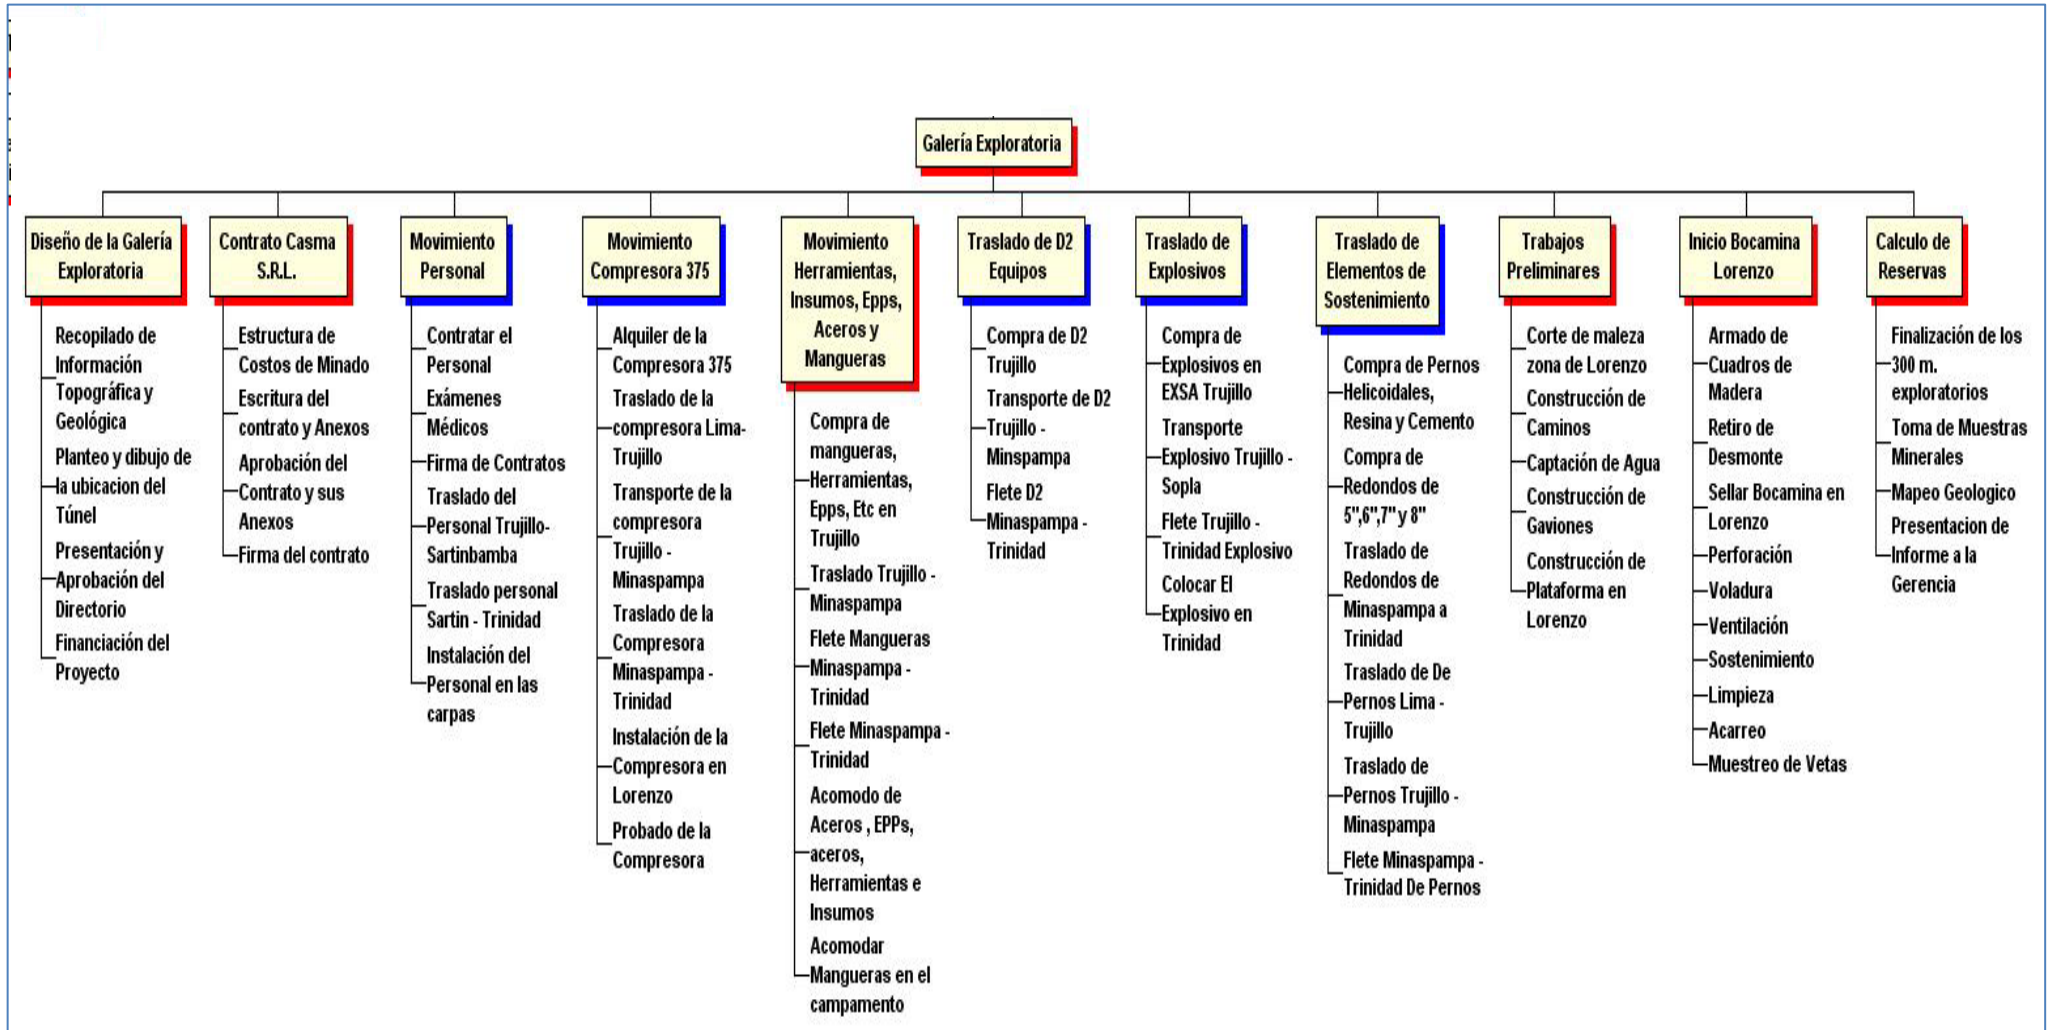 Galería Exploratoria
Diseño de la Galería
Exploratoria
Recopilado de
Información
Topográfica y
Geológica
Planteo y dibujo de
la ubicacion del
Túnel
Presentación y
Aprobación del
Directorio
Financiación del
Proyecto
Contrato Casma
S.R.L.
Estructura de
Costos de Minado
Escritura del
contrato y Anexos
Aprobación del
Contrato y sus
Anexos
Firma del contrato
Movimiento
Personal
Contratar el
Personal
Exámenes
Médicos
Firma de Contratos
Traslado del
Personal Trujillo-
Sartinbamba
Traslado personal
Sartin - Trinidad
Instalación del
Personal en las
carpas
Movimiento
Compresora 375
Alquiler de la
Compresora 375
Traslado de la
compresora Lima-
Trujillo
Transporte de la
compresora
Trujillo -
Minaspampa
Traslado de la
Compresora
Minaspampa -
Trinidad
Instalación de la
Compresora en
Lorenzo
Probado de la
Compresora
Movimiento
Herramientas,
Insumos, Epps,
Aceros y
Mangueras
Compra de
mangueras,
Herramientas,
Epps, Etc en
Trujillo
Traslado Trujillo -
Minaspampa
Flete Mangueras
Minaspampa -
Trinidad
Flete Minaspampa -
Trinidad
Acomodo de
Aceros , EPPs,
aceros,
Herramientas e
Insumos
Acomodar
Mangueras en el
campamento
Traslado de D2
Equipos
Compra de D2
Trujillo
Transporte de D2
Trujillo -
Minspampa
Flete D2
Minaspampa -
Trinidad
Traslado de
Explosivos
Compra de
Explosivos en
EXSA Trujillo
Transporte
Explosivo Trujillo -
Sopla
Flete Trujillo -
Trinidad Explosivo
Colocar El
Explosivo en
Trinidad
Traslado de
Elementos de
Sostenimiento
Compra de Pernos
Helicoidales,
Resina y Cemento
Compra de
Redondos de
5",6",7" y 8"
Traslado de
Redondos de
Minaspampa a
Trinidad
Traslado de De
Pernos Lima -
Trujillo
Traslado de
Pernos Trujillo -
Minaspampa
Flete Minaspampa -
Trinidad De Pernos
Trabajos
Preliminares
Corte de maleza
zona de Lorenzo
Construcción de
Caminos
Captación de Agua
Construcción de
Gaviones
Construcción de
Plataforma en
Lorenzo
Inicio Bocamina
Lorenzo
Armado de
Cuadros de
Madera
Retiro de
Desmonte
Sellar Bocamina en
Lorenzo
Perforación
Voladura
Ventilación
Sostenimiento
Limpieza
Acarreo
Muestreo de Vetas
Calculo de
Reservas
Finalización de los
300 m.
exploratorios
Toma de Muestras
Minerales
Mapeo Geologico
Presentacion de
Informe a la
Gerencia